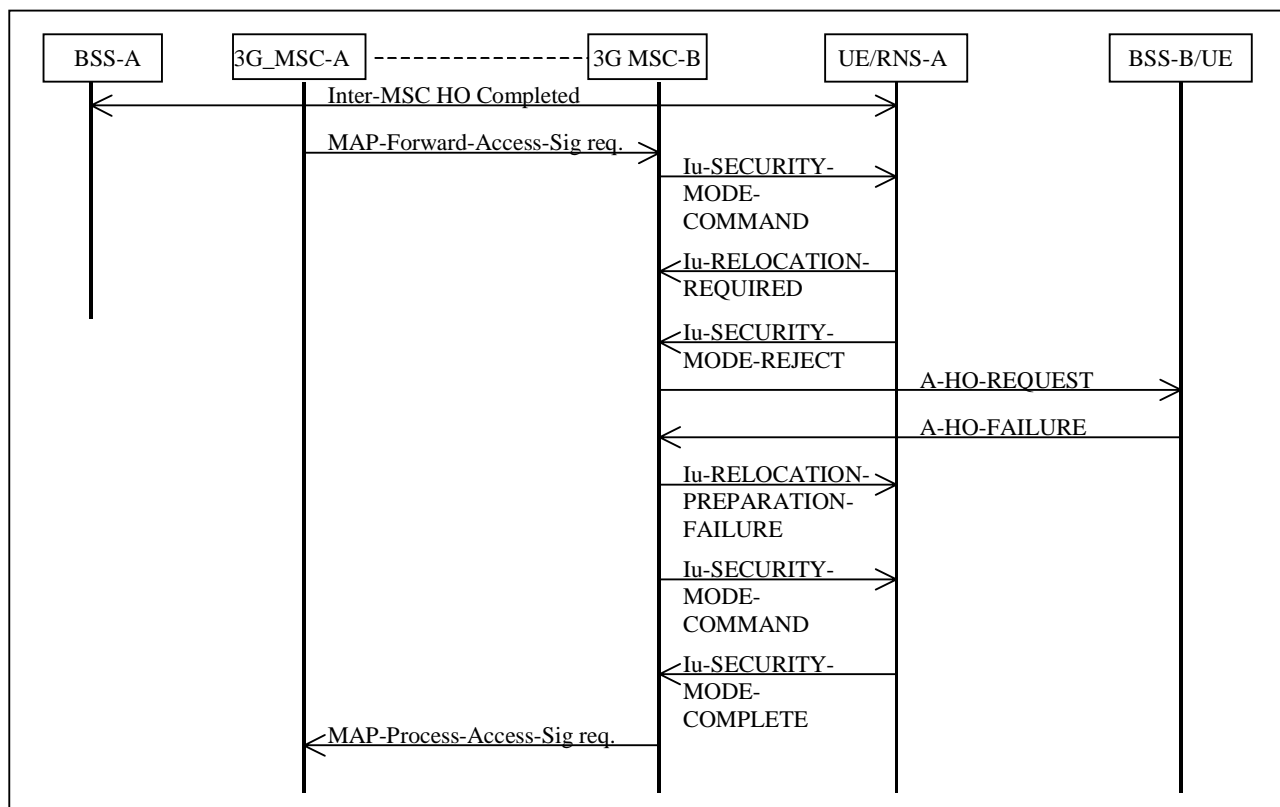 BSS-A
3G_MSC-A
3G MSC-B
UE/RNS-A
BSS-B/UE
Inter-MSC HO Completed
MAP-Forward-Access-Sig req.
Iu-SECURITY-
MODE-
COMMAND
Iu-RELOCATION-
REQUIRED
Iu-SECURITY-
MODE-REJECT
A-HO-REQUEST
A-HO-FAILURE
Iu-RELOCATION-
PREPARATION-
FAILURE
Iu-SECURITY-
MODE-
COMMAND
Iu-SECURITY-
MODE-
COMPLETE
MAP-Process-Access-Sig req.